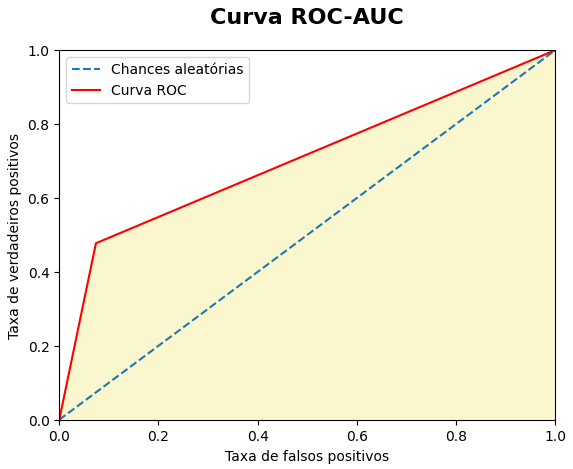 Curva ROC-AUC
Chances aleatórias
Curva ROC
Taxa de verdadeiros positivos
1.0
0.8
0.6
0.4
0.2
0.0
0.0 0.2 0.4 0.6 0.8 1.0
Taxa de falsos positivos